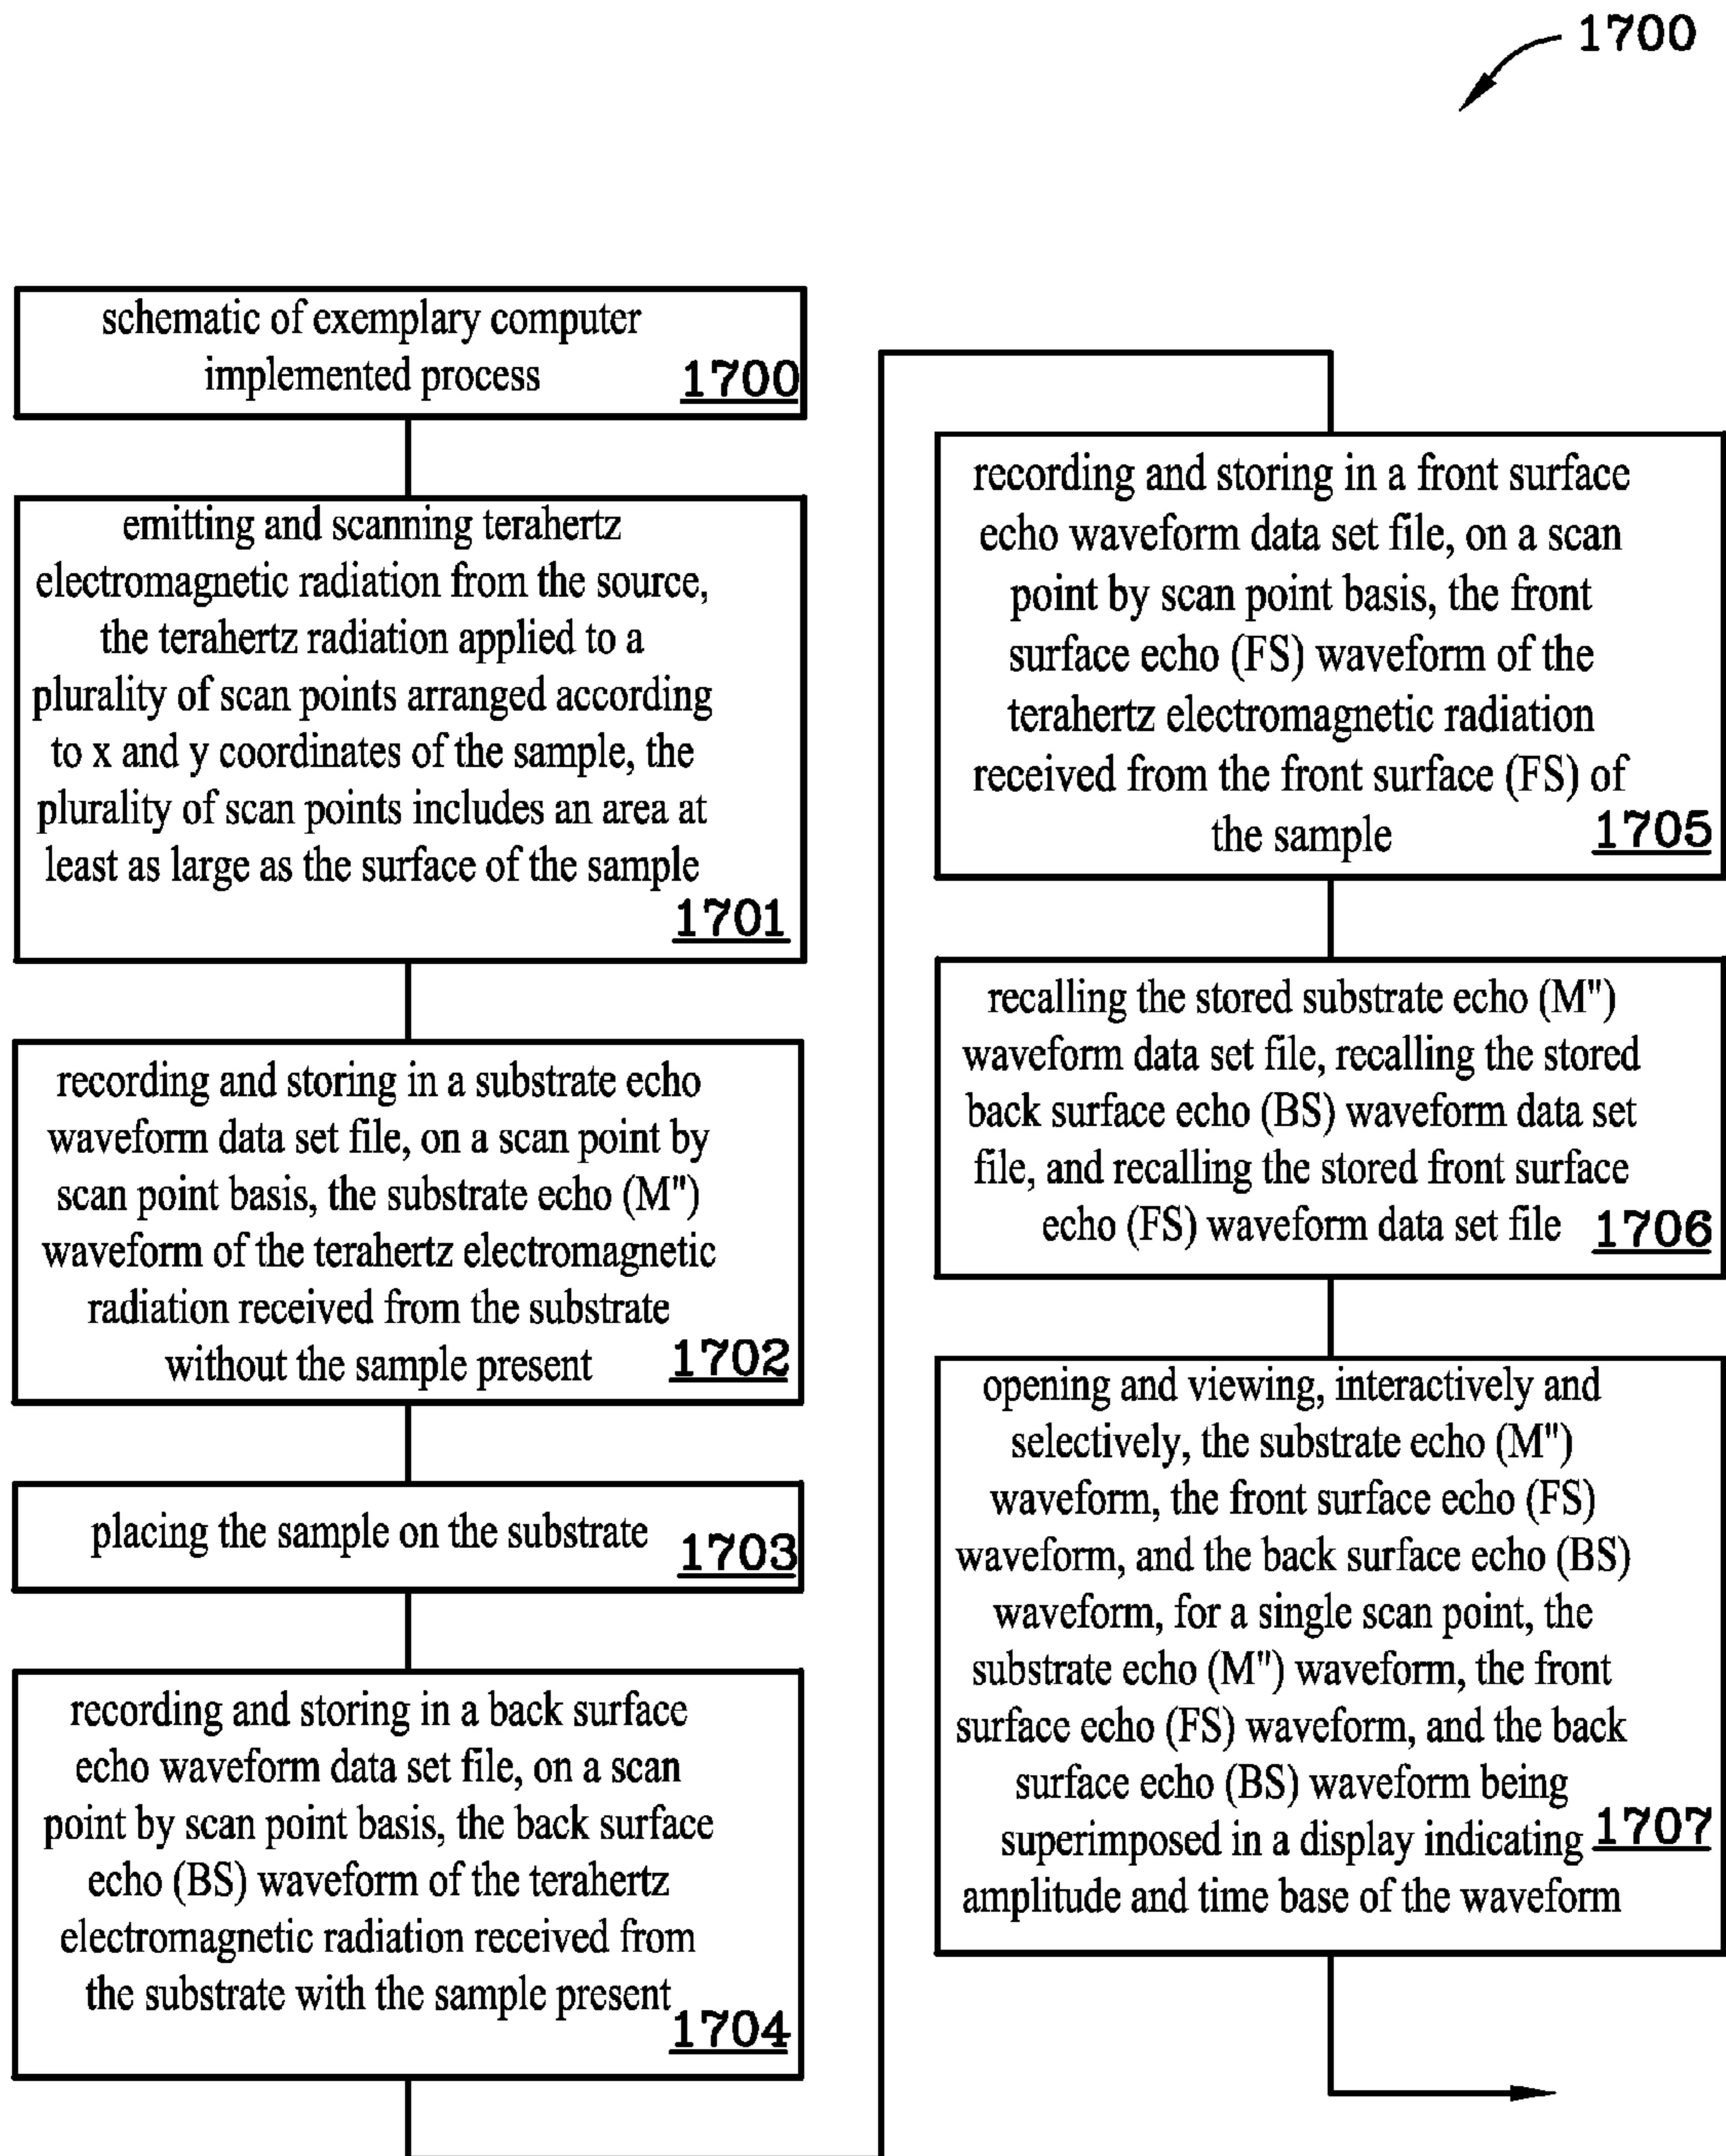 1700
schematic of exemplary computer
implemented process
1700
emitting and scanning terahertz
electromagnetic radiation from the source,
the terahertz radiation applied to a
plurality of scan points arranged according
to x and y coordinates of the sample, the
plurality of scan points includes an area at
least as large as the surface of the sample
1701
recording and storing in a substrate echo
waveform data set file, on a scan point by
scan point basis, the substrate echo (M")
waveform of the terahertz electromagnetic
radiation received from the substrate
without the sample present
1702
placing the sample on the substrate
1703
recording and storing in a back surface
echo waveform data set file, on a scan
point by scan point basis, the back surface
echo (BS) waveform of the terahertz
electromagnetic radiation received from
the substrate with the sample present
1704
recording and storing in a front surface
echo waveform data set file, on a scan
point by scan point basis, the front
surface echo (FS) waveform of the
terahertz electromagnetic radiation
received from the front surface (FS) of
the sample
1705
recalling the stored substrate echo (M")
waveform data set file, recalling the stored
back surface echo (BS) waveform data set
file, and recalling the stored front surface
echo (FS) waveform data set file
1706
opening and viewing, interactively and
selectively, the substrate echo (M")
waveform, the front surface echo (FS)
waveform, and the back surface echo (BS)
waveform, for a single scan point, the
substrate echo (M") waveform, the front
surface echo (FS) waveform, and the back
surface echo (BS) waveform being
superimposed in a display indicating
1707
amplitude and time base of the waveform